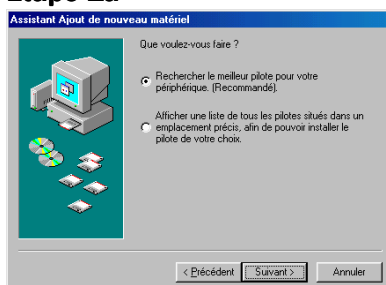 Assistant Ajout de nouveau matériel
Que voulez-vous faire ?
Rechercher le meilleur pilote pour votre
périphérique. (Recommandé).
Afficher une liste de tous les pilotes situés dans un
emplacement précis, afin de pouvoir installer le
pilote de votre choix.
< Précédent Suivant > Annuler